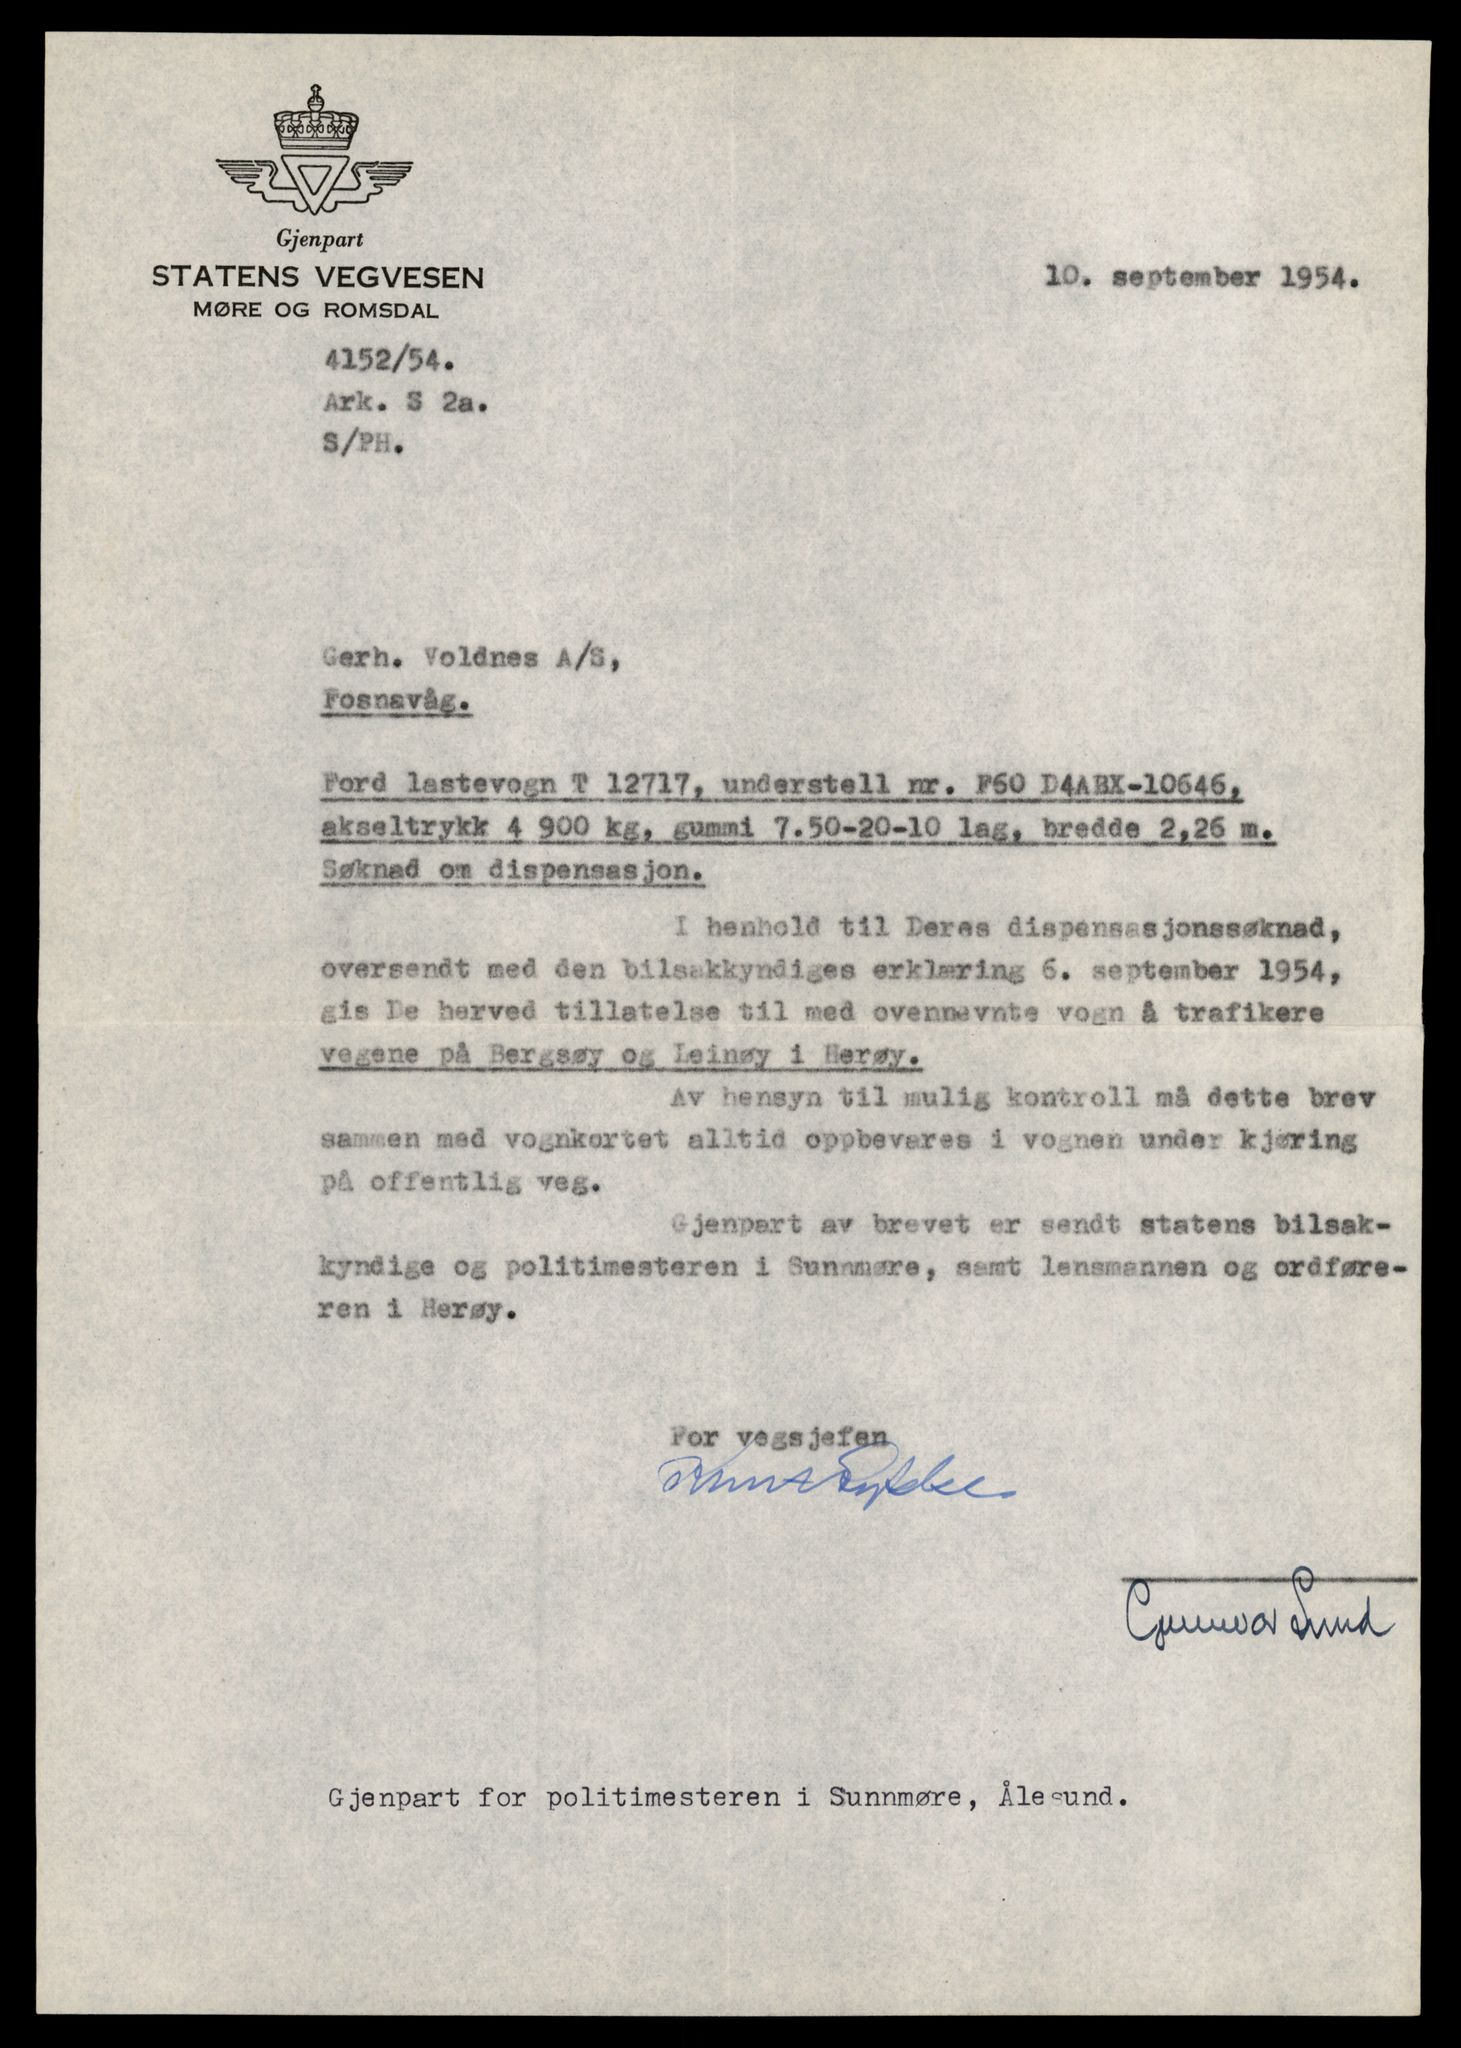 Gjenpart
STATENS VEGVESEN
MØRE OG ROMSDAL
10. september 1954.
4152/54.
Ark. S 2a.
S/PH.
Gerh. Voldnes A/S,
Fosnavåg.
Ford lastevogn T 12717, understell nr. F60 D4ABX-10646,
akseltrykk 4 900 kg, gummi 7.50-20-10 lag, bredde 2,26 m.
Søknad om dispensasjon.
I henhold til Deres dispensasjonssøknad,
oversendt med den bilsakkyndiges erklæring 6. september 1954,
gis De herved tillatelse til med ovennevnte vogn å trafikere
vegene på Bergsøy og Leinøy i Herøy.
Av hensyn til mulig kontroll må dette brev
sammen med vognkortet alltid oppbevares i vognen under kjøring
på offentlig veg.
Gjenpart av brevet er sendt statens bilsak-
kyndige og politimesteren i Sunnmøre, samt lensmannen og ordføre-
ren i Herøy.
For vegsjefen
Gunnvor Lund
Gjenpart for politimesteren i Sunnmøre, Ålesund.